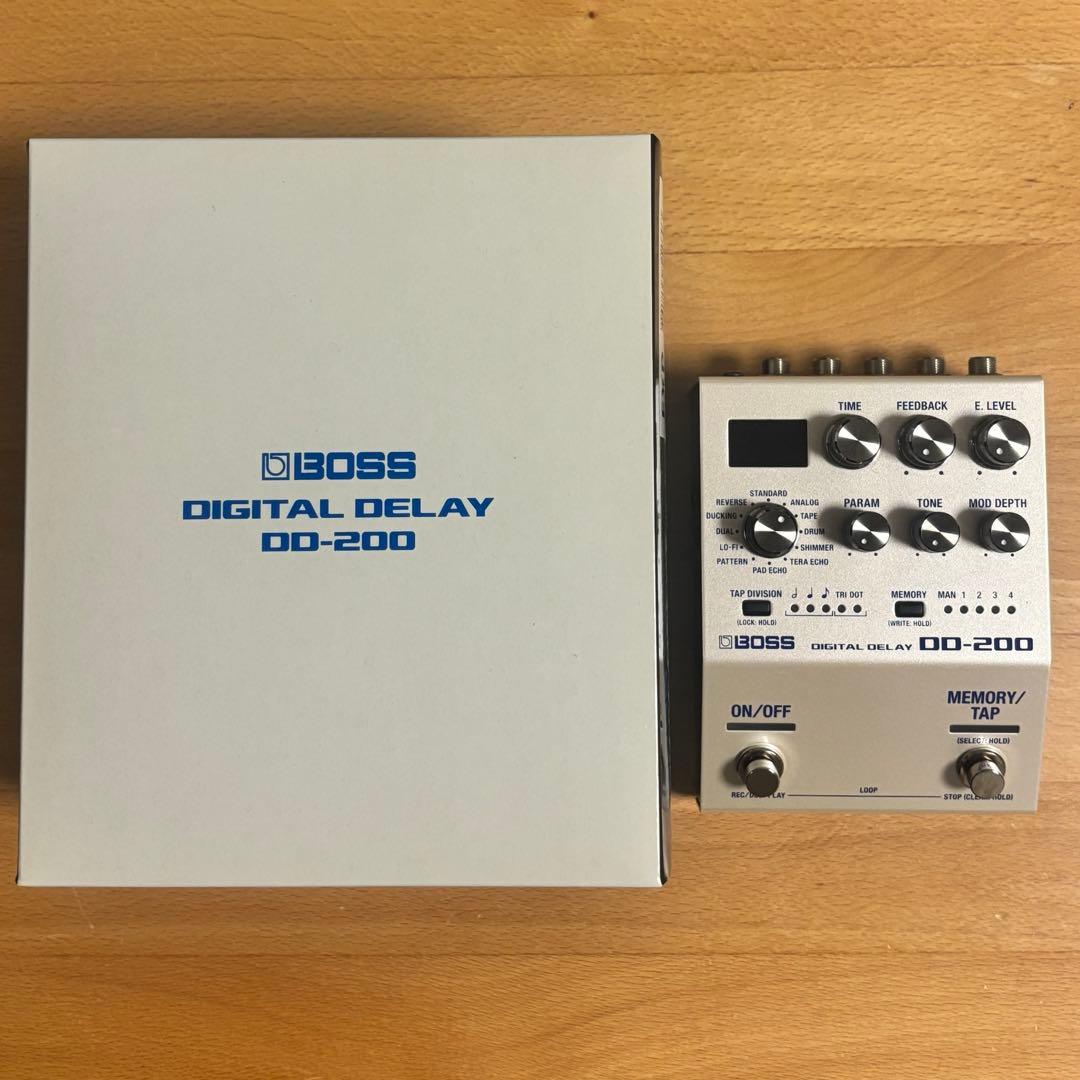 BOSS
DIGITAL DELAY
DD-200
TIME FEEDBACK E. LEVEL
STANDARD
REVERSE ANALOG
DUCKING TAPE
DUAL DRUM
LO-FI SHIMMER
PATTERN TERA ECHO
PAD ECHO
PARAM TONE MOD DEPTH
TAP DIVISION TRI DOT MEMORY MAN 1 2 3 4
(LOCK: HOLD) (WRITE: HOLD)
BOSS DIGITAL DELAY DD-200
ON/OFF
MEMORY/
TAP
(SELECT: HOLD)
LOOP